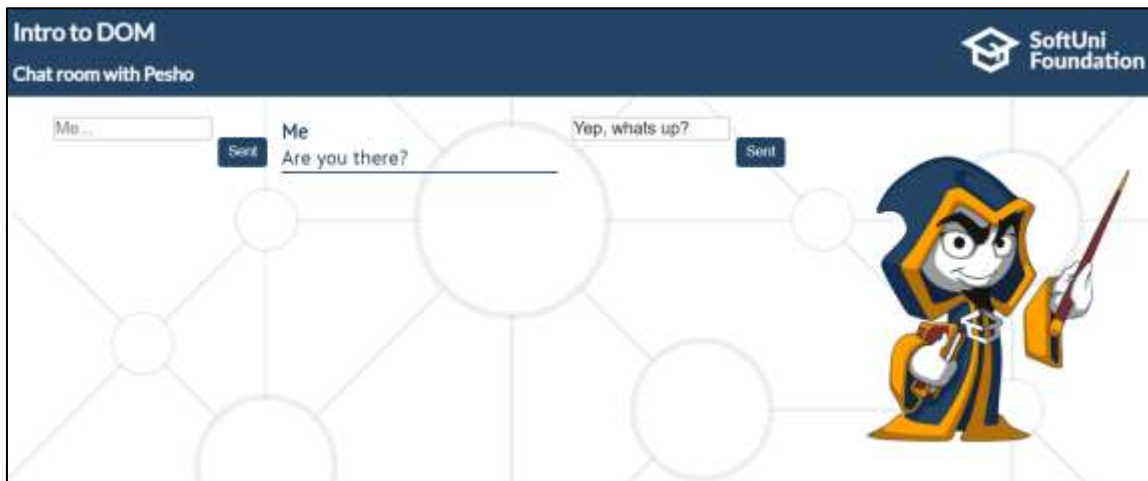 Intro to DOM
Chat room with Pesho
SoftUni
Foundation
Me...
Sent
Me
Are you there?
Yep, whats up?
Sent